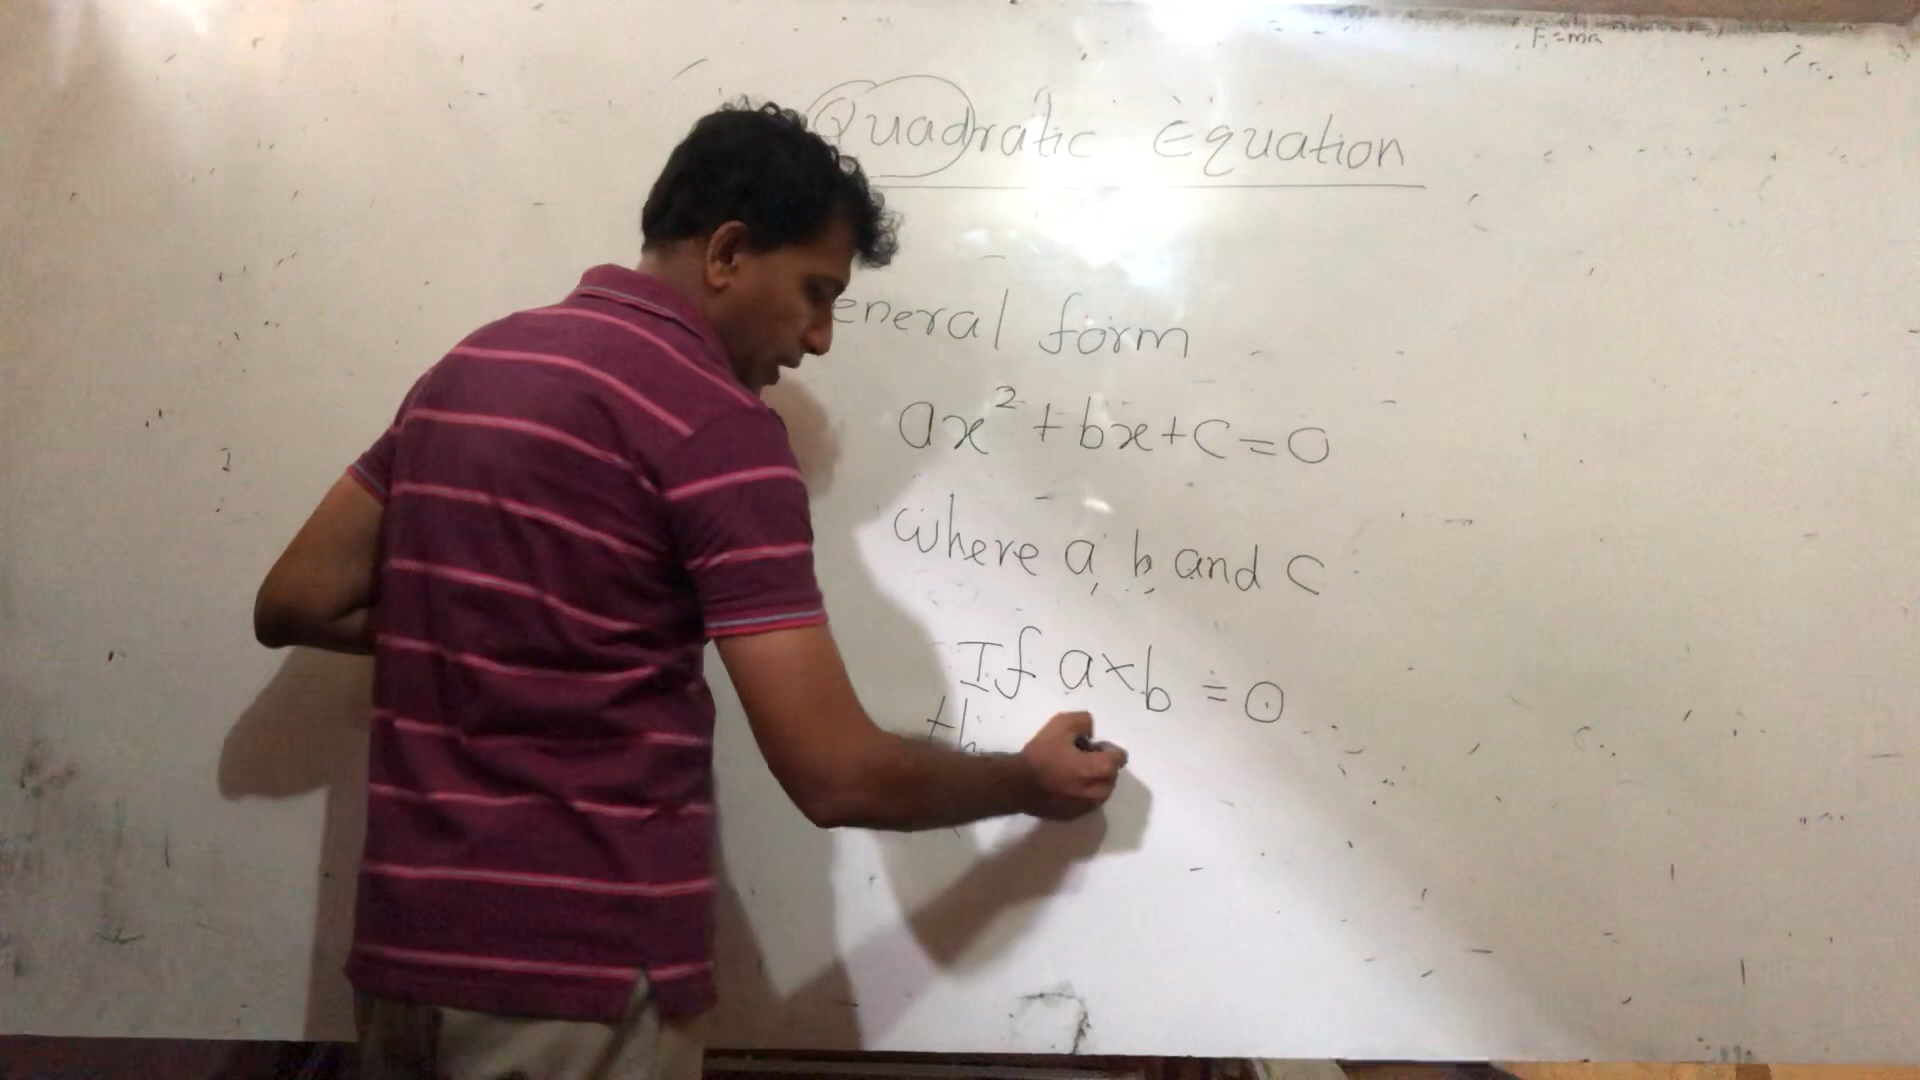 F=ma
Quadratic Equation
eneral form
ax² + bx + c = 0
where a, b, and c
If a×b = 0
th